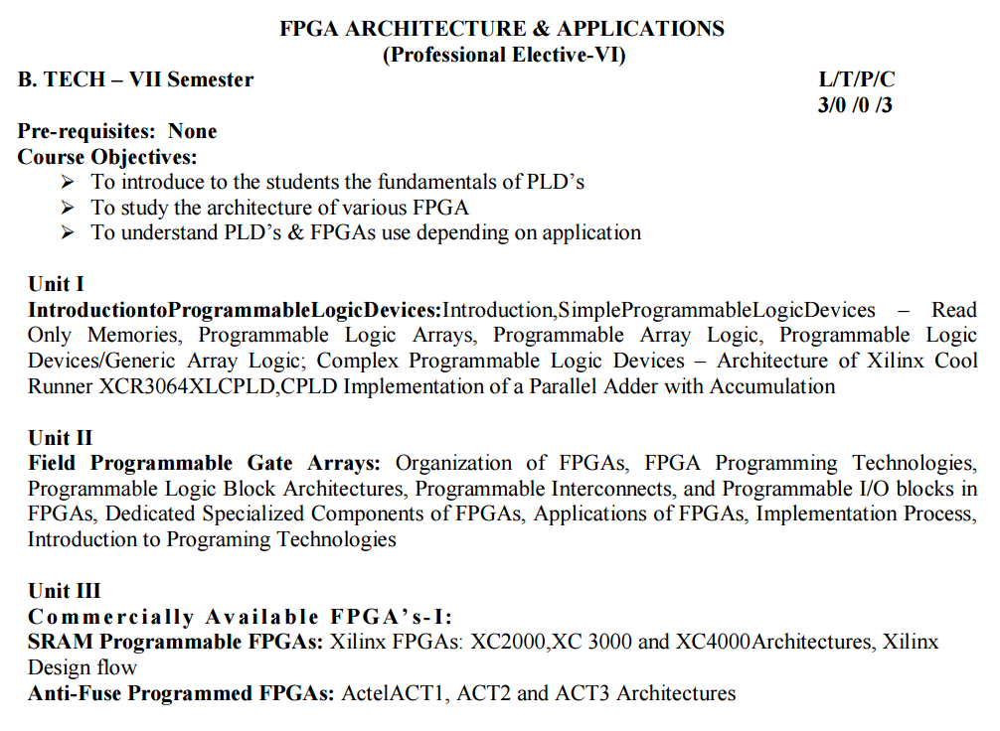 FPGA ARCHITECTURE & APPLICATIONS
(Professional Elective-VI)
B. TECH – VII Semester L/T/P/C
3/0 /0 /3
Pre-requisites: None
Course Objectives:
➢ To introduce to the students the fundamentals of PLD’s
➢ To study the architecture of various FPGA
➢ To understand PLD’s & FPGAs use depending on application
Unit I
IntroductiontoProgrammableLogicDevices:Introduction,SimpleProgrammableLogicDevices – Read
Only Memories, Programmable Logic Arrays, Programmable Array Logic, Programmable Logic
Devices/Generic Array Logic; Complex Programmable Logic Devices – Architecture of Xilinx Cool
Runner XCR3064XLCPLD,CPLD Implementation of a Parallel Adder with Accumulation
Unit II
Field Programmable Gate Arrays: Organization of FPGAs, FPGA Programming Technologies,
Programmable Logic Block Architectures, Programmable Interconnects, and Programmable I/O blocks in
FPGAs, Dedicated Specialized Components of FPGAs, Applications of FPGAs, Implementation Process,
Introduction to Programing Technologies
Unit III
Commercially Available FPGA’s-I:
SRAM Programmable FPGAs: Xilinx FPGAs: XC2000,XC 3000 and XC4000Architectures, Xilinx
Design flow
Anti-Fuse Programmed FPGAs: ActelACT1, ACT2 and ACT3 Architectures